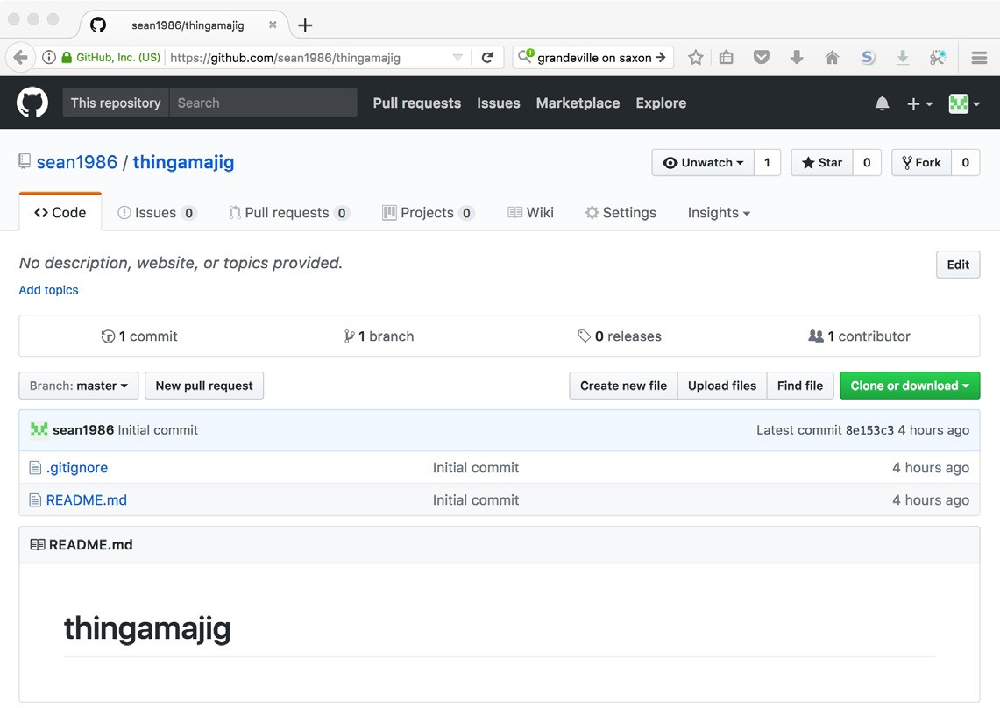 sean1986/thingamajig
GitHub, Inc. (US) https://github.com/sean1986/thingamajig grandeville on saxon
This repository Search Pull requests Issues Marketplace Explore
sean1986 / thingamajig Unwatch 1 Star 0 Fork 0
Code Issues 0 Pull requests 0 Projects 0 Wiki Settings Insights
No description, website, or topics provided. Edit
Add topics
1 commit 1 branch 0 releases 1 contributor
Branch: master New pull request Create new file Upload files Find file Clone or download
sean1986 Initial commit Latest commit 8e153c3 4 hours ago
.gitignore Initial commit 4 hours ago
README.md Initial commit 4 hours ago
README.md
thingamajig